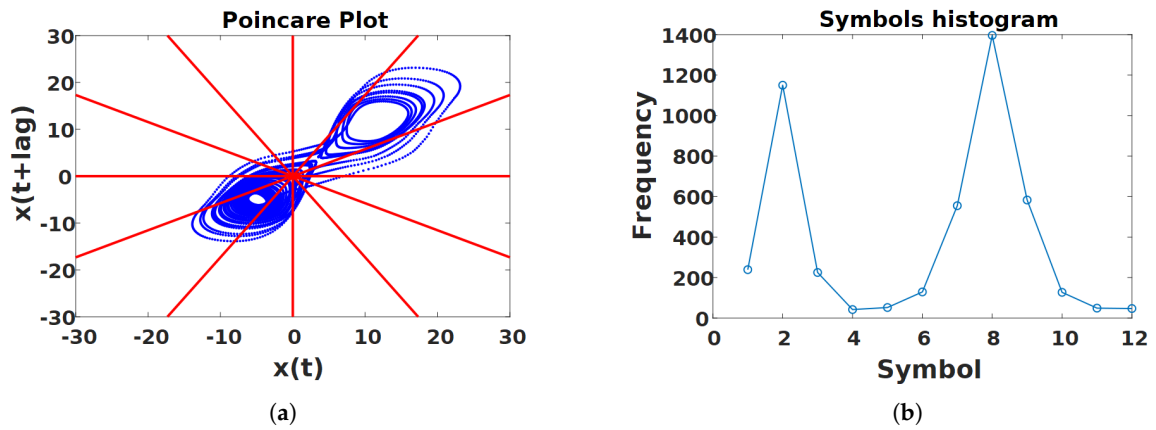 Poincare Plot
30
20
10
0
-10
-20
-30
-30 -20 -10 0 10 20 30
x(t+lag)
x(t)
(a)
Symbols histogram
1400
1200
1000
800
600
400
200
0
0 2 4 6 8 10 12
Frequency
Symbol
(b)